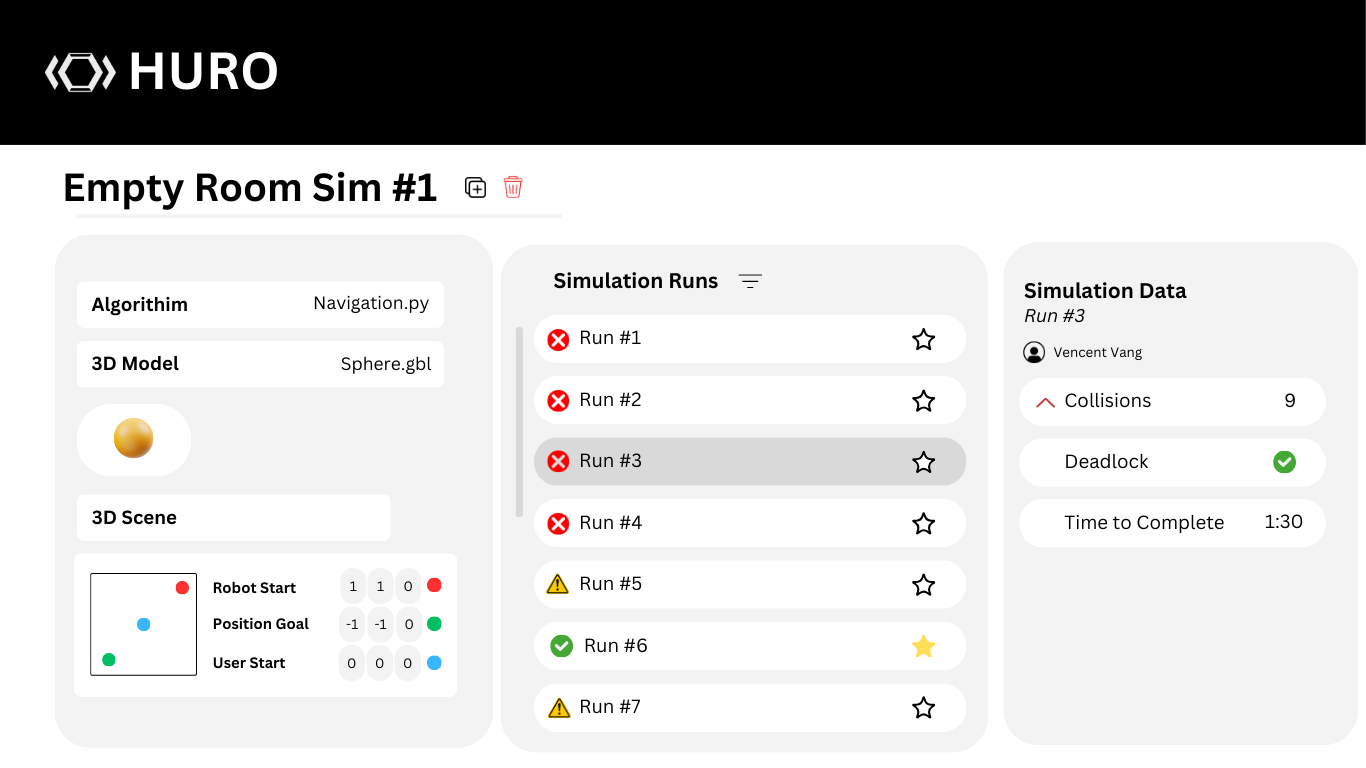 HURO
Empty Room Sim #1
Algorithim Navigation.py
3D Model Sphere.gbl
3D Scene
Robot Start 1 1 0
Position Goal -1 -1 0
User Start 0 0 0
Simulation Runs
Run #1
Run #2
Run #3
Run #4
Run #5
Run #6
Run #7
Simulation Data
Run #3
Vencent Vang
Collisions 9
Deadlock
Time to Complete 1:30